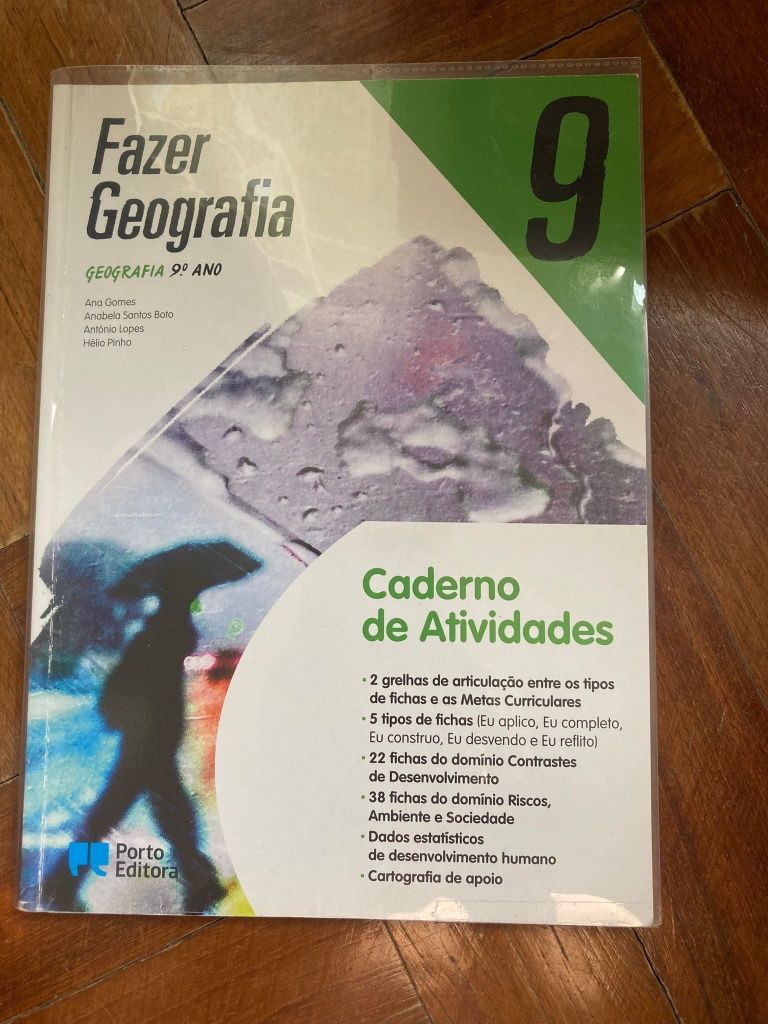 Fazer
Geografia
9
GEOGRAFIA 9.º ANO
Ana Gomes
Anabela Santos Boto
António Lopes
Hélio Pinho
Caderno
de Atividades
• 2 grelhas de articulação entre os tipos
de fichas e as Metas Curriculares
• 5 tipos de fichas (Eu aplico, Eu completo,
Eu construo, Eu desvendo e Eu reflito)
• 22 fichas do domínio Contrastes
de Desenvolvimento
• 38 fichas do domínio Riscos,
Ambiente e Sociedade
• Dados estatísticos
de desenvolvimento humano
• Cartografia de apoio
Porto
Editora